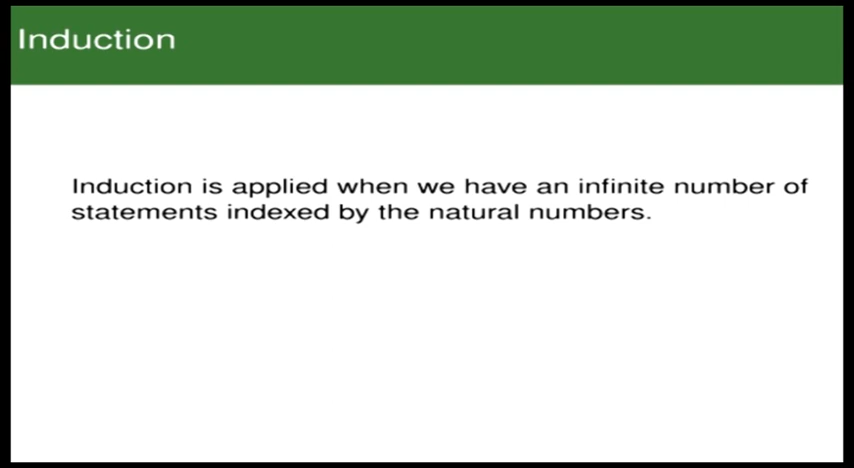 Induction
Induction is applied when we have an infinite number of
statements indexed by the natural numbers.